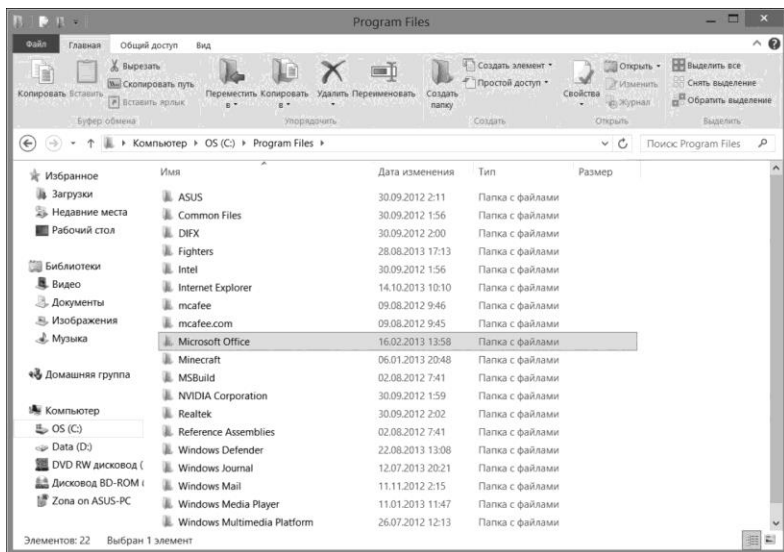 Program Files
Файл Главная Общий доступ Вид
Копировать Вставить
Вырезать
Скопировать путь
Вставить ярлык
Буфер обмена
Переместить в Копировать в Удалить Переименовать
Упорядочить
Создать папку
Создать элемент
Простой доступ
Создать
Свойства
Открыть
Изменить
Журнал
Открыть
Выделить все
Снять выделение
Обратить выделение
Выделить
Компьютер OS (C:) Program Files
Поиск: Program Files
Избранное
Загрузки
Недавние места
Рабочий стол
Библиотеки
Видео
Документы
Изображения
Музыка
Домашняя группа
Компьютер
OS (C:)
Data (D:)
DVD RW дисковод (
Дисковод BD-ROM (
Zona on ASUS-PC
Имя Дата изменения Тип Размер
ASUS 30.09.2012 2:11 Папка с файлами
Common Files 30.09.2012 1:56 Папка с файлами
DIFX 30.09.2012 2:00 Папка с файлами
Fighters 28.08.2013 17:13 Папка с файлами
Intel 30.09.2012 1:56 Папка с файлами
Internet Explorer 14.10.2013 10:10 Папка с файлами
mcafee 09.08.2012 9:46 Папка с файлами
mcafee.com 09.08.2012 9:45 Папка с файлами
Microsoft Office 16.02.2013 13:58 Папка с файлами
Minecraft 06.01.2013 20:48 Папка с файлами
MSBuild 02.08.2012 7:41 Папка с файлами
NVIDIA Corporation 30.09.2012 1:59 Папка с файлами
Realtek 30.09.2012 2:02 Папка с файлами
Reference Assemblies 02.08.2012 7:41 Папка с файлами
Windows Defender 22.08.2013 13:08 Папка с файлами
Windows Journal 12.07.2013 20:21 Папка с файлами
Windows Mail 11.11.2012 2:15 Папка с файлами
Windows Media Player 11.01.2013 11:47 Папка с файлами
Windows Multimedia Platform 26.07.2012 12:13 Папка с файлами
Элементов: 22 Выбран 1 элемент